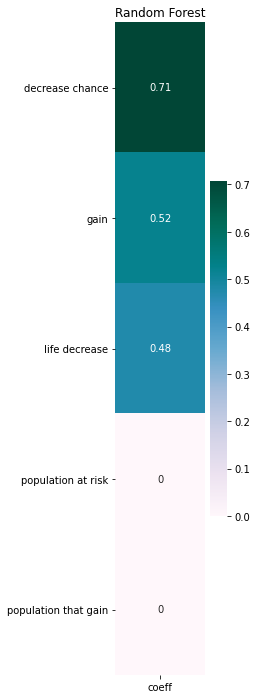 Random Forest
decrease chance
0.71
0.7
0.6
gain
0.52
0.5
0.4
life decrease
0.48
0.3
0.2
0.1
population at risk
0
0.0
population that gain
0
coeff